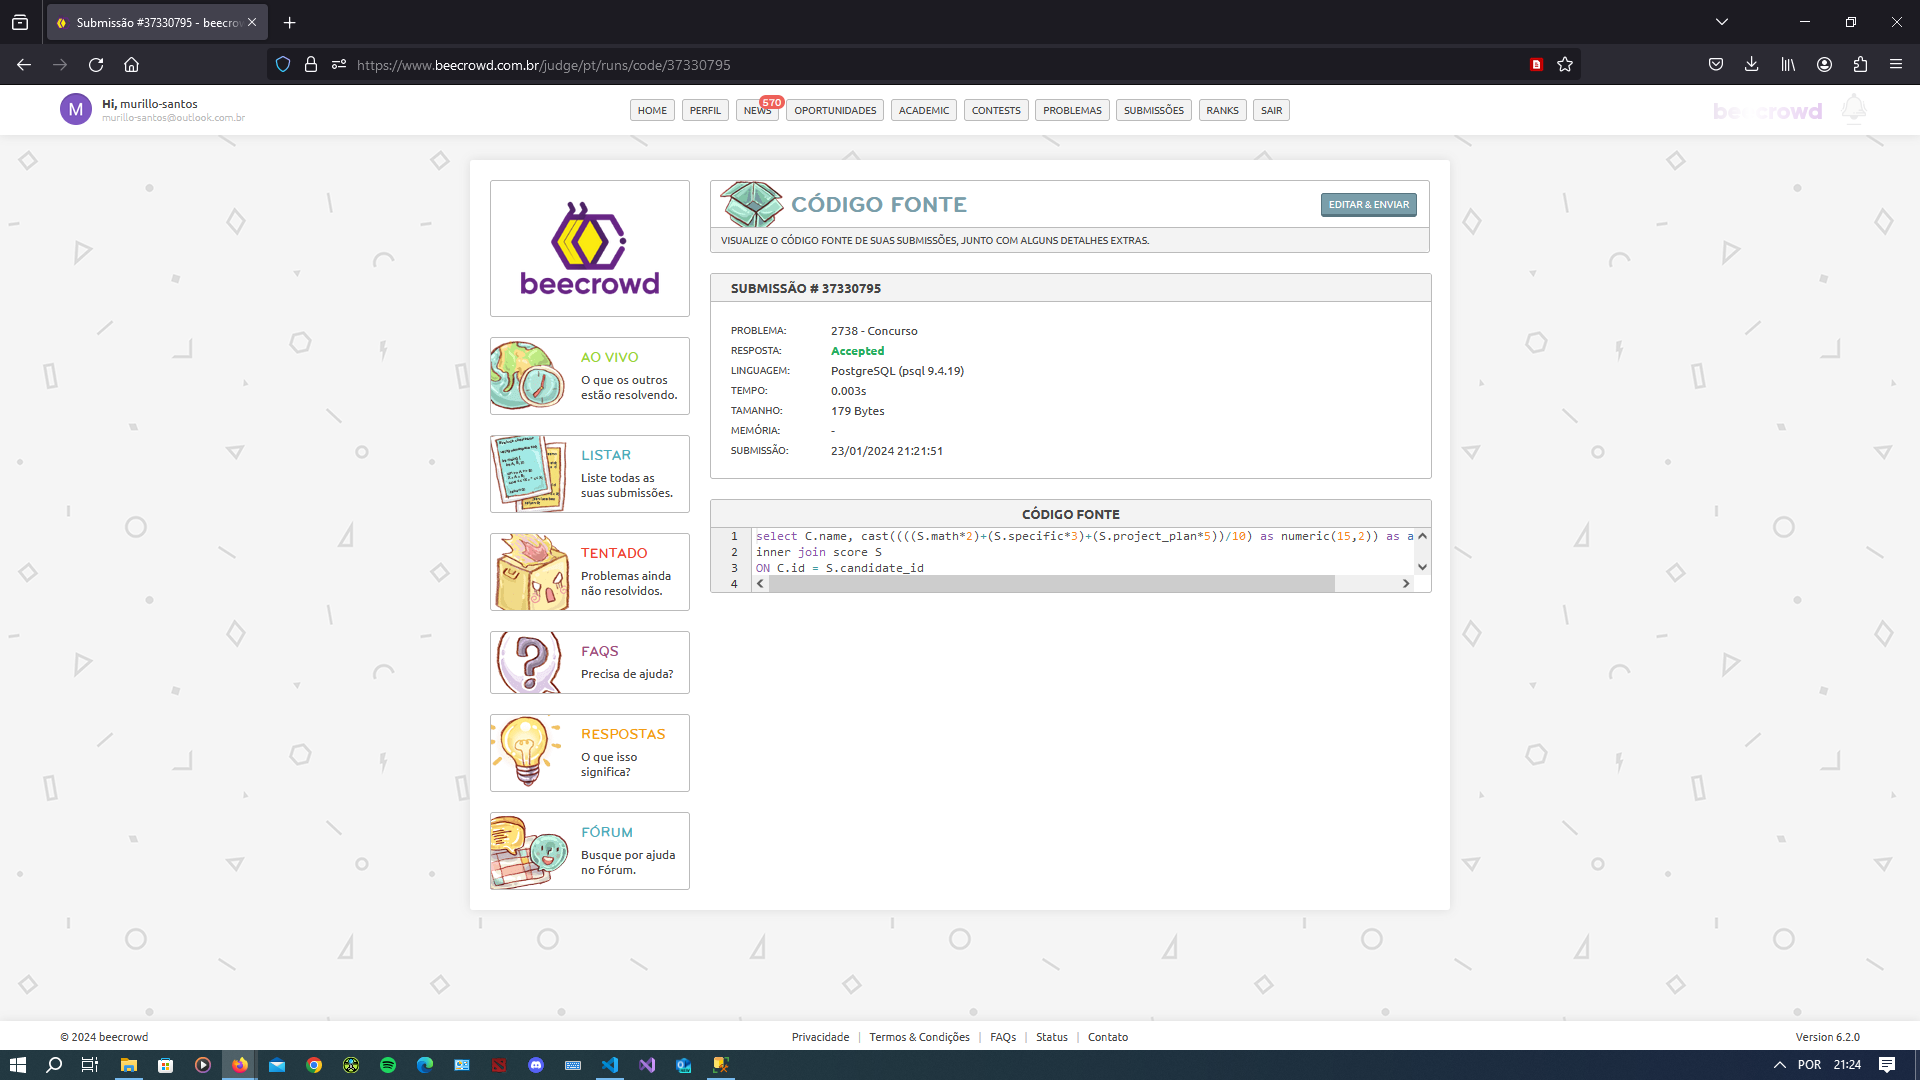 Submissão #37330795 - beecro
https://www.beecrowd.com.br/judge/pt/runs/code/37330795
M
Hi, murillo-santos
murillo-santos@outlook.com.br
HOME
PERFIL
NEWS
570
OPORTUNIDADES
ACADEMIC
CONTESTS
PROBLEMAS
SUBMISSÕES
RANKS
SAIR
beecrowd
beecrowd
CÓDIGO FONTE
EDITAR & ENVIAR
VISUALIZE O CÓDIGO FONTE DE SUAS SUBMISSÕES, JUNTO COM ALGUNS DETALHES EXTRAS.
SUBMISSÃO # 37330795
PROBLEMA: 2738 - Concurso
RESPOSTA: Accepted
LINGUAGEM: PostgreSQL (psql 9.4.19)
TEMPO: 0.003s
TAMANHO: 179 Bytes
MEMÓRIA: -
SUBMISSÃO: 23/01/2024 21:21:51
CÓDIGO FONTE
1 select C.name, cast((((S.math*2)+(S.specific*3)+(S.project_plan*5))/10) as numeric(15,2)) as a
2 inner join score S
3 ON C.id = S.candidate_id
4
AO VIVO
O que os outros
estão resolvendo.
LISTAR
Liste todas as
suas submissões.
TENTADO
Problemas ainda
não resolvidos.
FAQS
Precisa de ajuda?
RESPOSTAS
O que isso
significa?
FÓRUM
Busque por ajuda
no Fórum.
© 2024 beecrowd
Privacidade | Termos & Condições | FAQs | Status | Contato
Version 6.2.0
POR
21:24